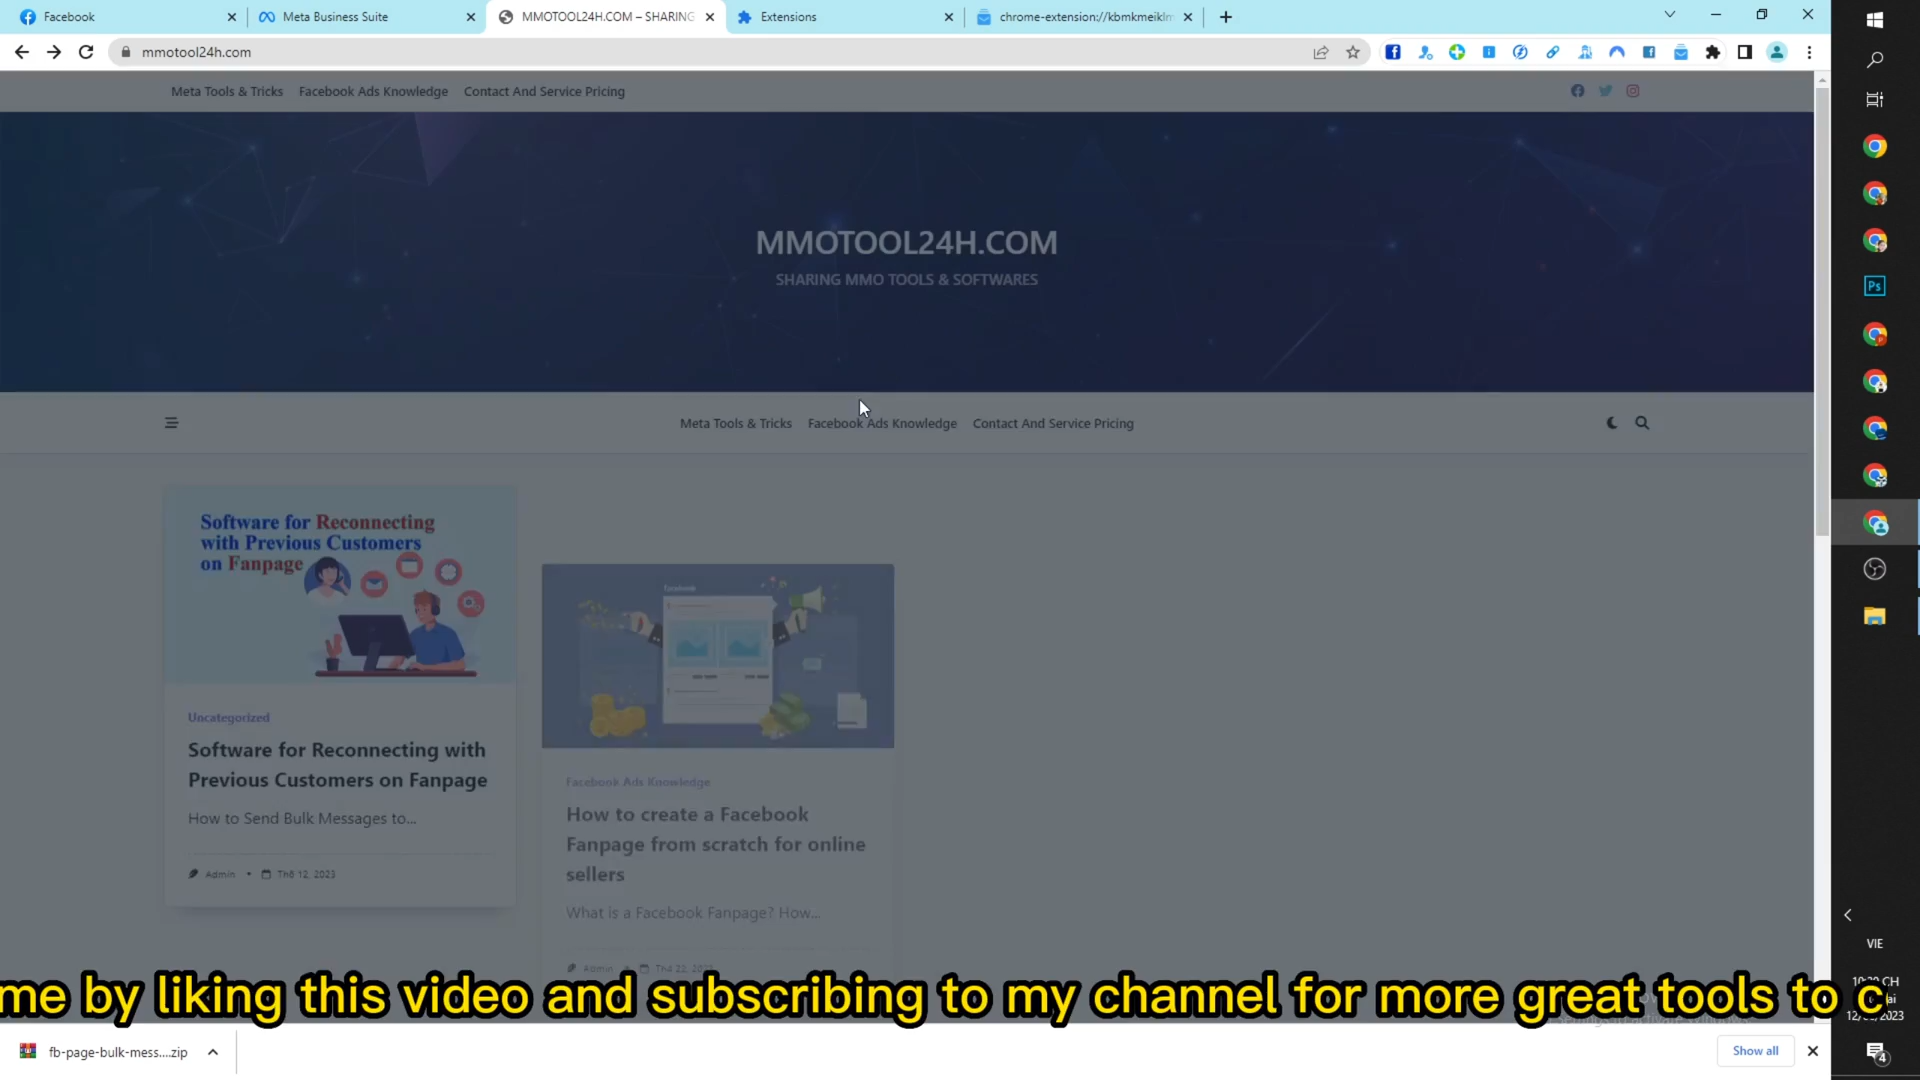 Facebook
Meta Business Suite
MMOTOOL24H.COM – SHARING
Extensions
chrome-extension://kbmkmeiklm
mmotool24h.com
Meta Tools & Tricks
Facebook Ads Knowledge
Contact And Service Pricing
MMOTOOL24H.COM
SHARING MMO TOOLS & SOFTWARES
Meta Tools & Tricks
Facebook Ads Knowledge
Contact And Service Pricing
Software for Reconnecting
with Previous Customers
on Fanpage
Uncategorized
Software for Reconnecting with
Previous Customers on Fanpage
How to Send Bulk Messages to...
Admin • Th6 12, 2023
Facebook
Facebook Ads Knowledge
How to create a Facebook
Fanpage from scratch for online
sellers
What is a Facebook Fanpage? How...
Admin
me by liking this video and subscribing to my channel for more great tools to c
fb-page-bulk-mess....zip
Show all
Ps
VIE
4